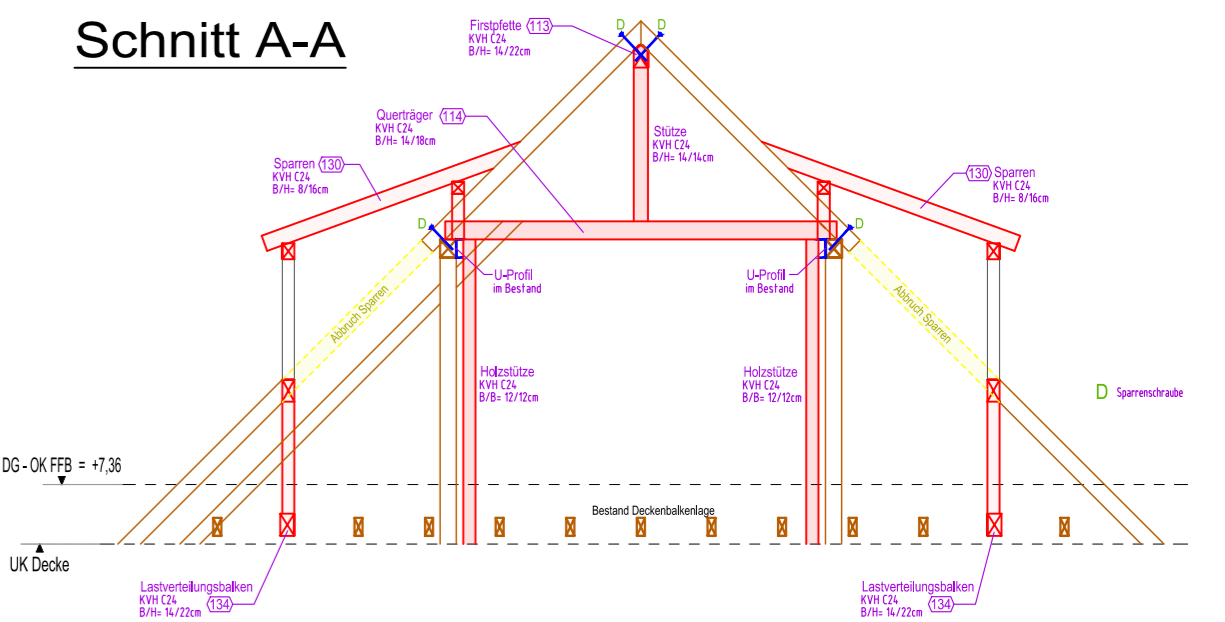 Schnitt A-A
Firstpfette 113
KVH C24
B/H= 14/22cm
D
D
Querträger 114
KVH C24
B/H= 14/18cm
Stütze
KVH C24
B/H= 14/14cm
Sparren 130
KVH C24
B/H= 8/16cm
130 Sparren
KVH C24
B/H= 8/16cm
D
D
U-Profil
im Bestand
U-Profil
im Bestand
Abbruch Sparren
Abbruch Sparren
Holzstütze
KVH C24
B/B= 12/12cm
Holzstütze
KVH C24
B/B= 12/12cm
D Sparrenschraube
DG - OK FFB = +7,36
Bestand Deckenbalkenlage
UK Decke
Lastverteilungsbalken
KVH C24
B/H= 14/22cm 134
Lastverteilungsbalken
KVH C24
B/H= 14/22cm 134